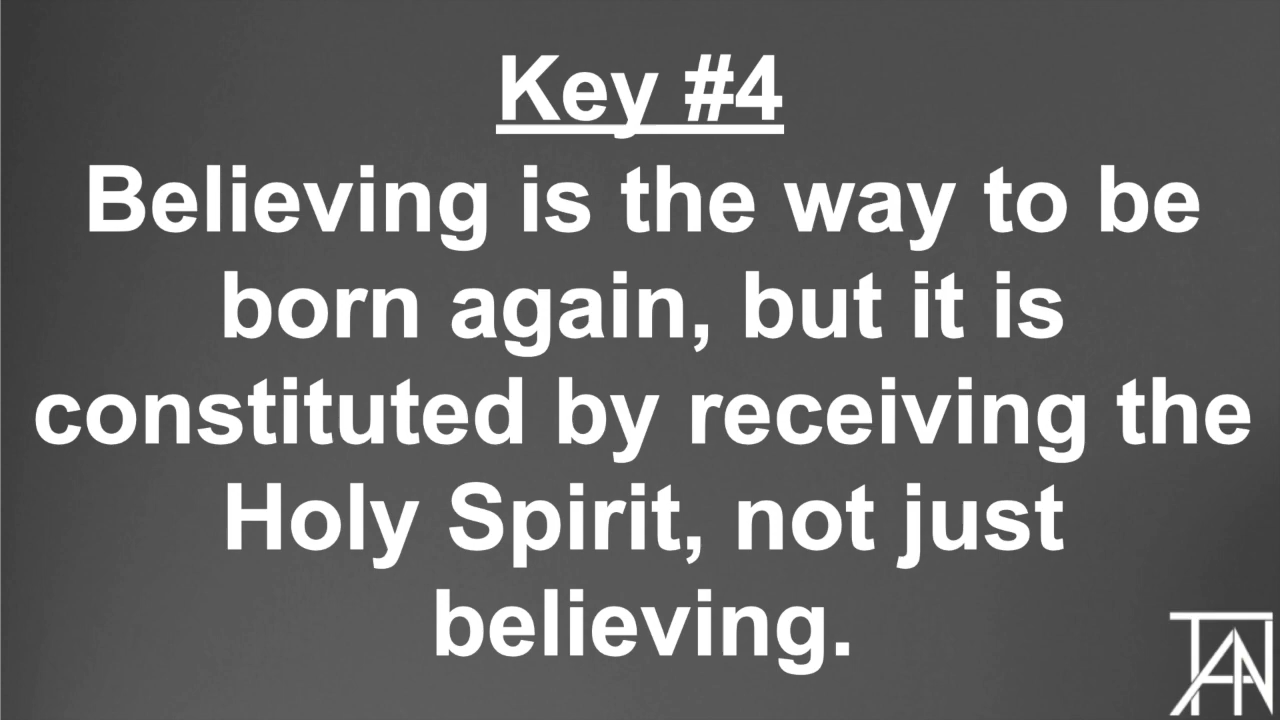 Key #4
Believing is the way to be
born again, but it is
constituted by receiving the
Holy Spirit, not just
believing.
TAN